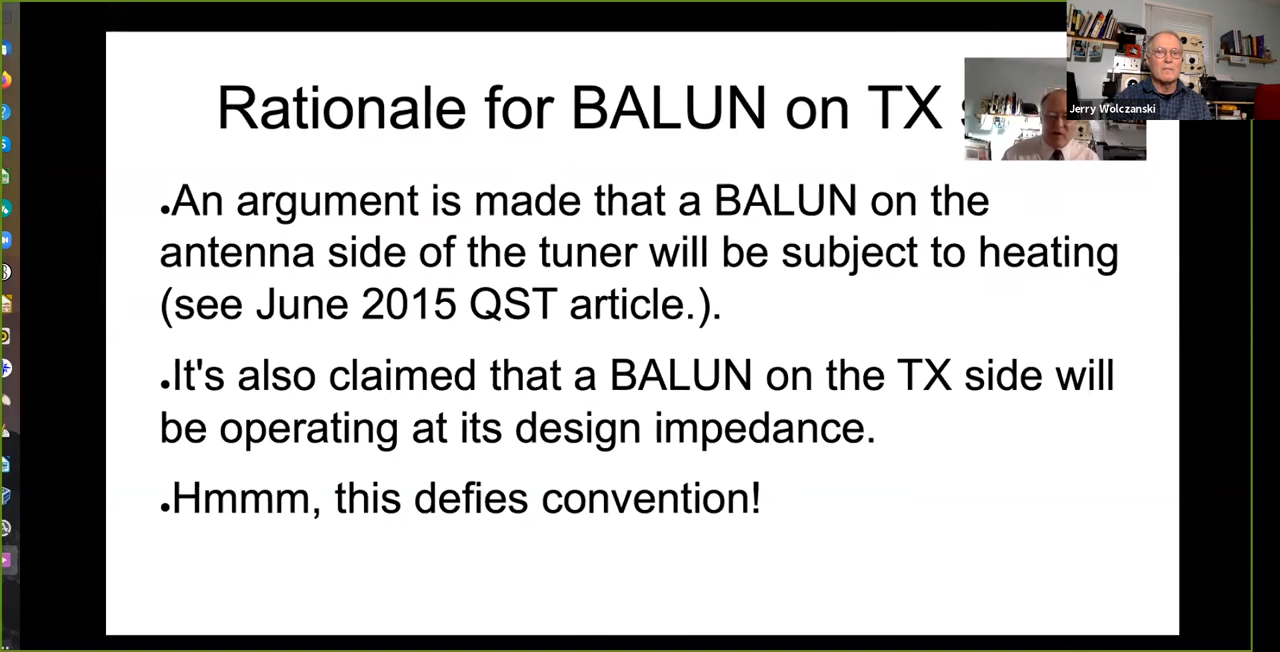 Rationale for BALUN on TX
Jerry Wolczanski
.An argument is made that a BALUN on the
antenna side of the tuner will be subject to heating
(see June 2015 QST article.).
.It's also claimed that a BALUN on the TX side will
be operating at its design impedance.
.Hmmm, this defies convention!